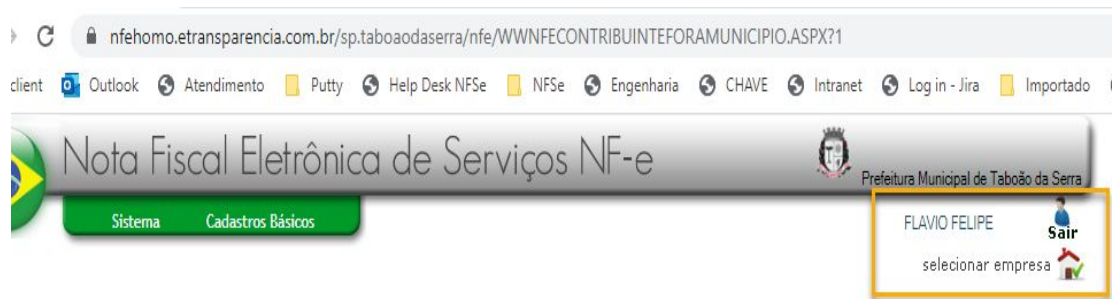 nfehomo.etransparencia.com.br/sp.taboaodaserra/nfe/WWNFECONTRIBUINTEFORAMUNICIPIO.ASPX?1
client Outlook Atendimento Putty Help Desk NFSe NFSe Engenharia CHAVE Intranet Log in - Jira Importado
Nota Fiscal Eletrônica de Serviços NF-e
Prefeitura Municipal de Taboão da Serra
Sistema Cadastros Básicos
FLAVIO FELIPE Sair
selecionar empresa